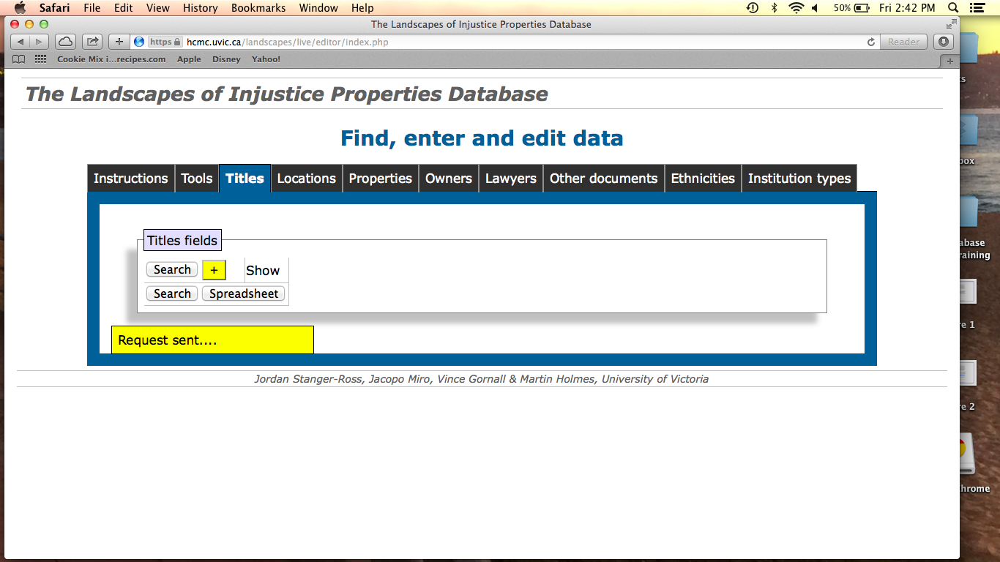 Safari File Edit View History Bookmarks Window Help 50% Fri 2:42 PM
The Landscapes of Injustice Properties Database
https hcmc.uvic.ca/landscapes/live/editor/index.php Reader
Cookie Mix i...recipes.com Apple Disney Yahoo!
The Landscapes of Injustice Properties Database
Find, enter and edit data
Instructions Tools Titles Locations Properties Owners Lawyers Other documents Ethnicities Institution types
Titles fields
Search + Show
Search Spreadsheet
Request sent....
Jordan Stanger-Ross, Jacopo Miro, Vince Gornall & Martin Holmes, University of Victoria
ts
box
abase
raining
re 1
re 2
hrome